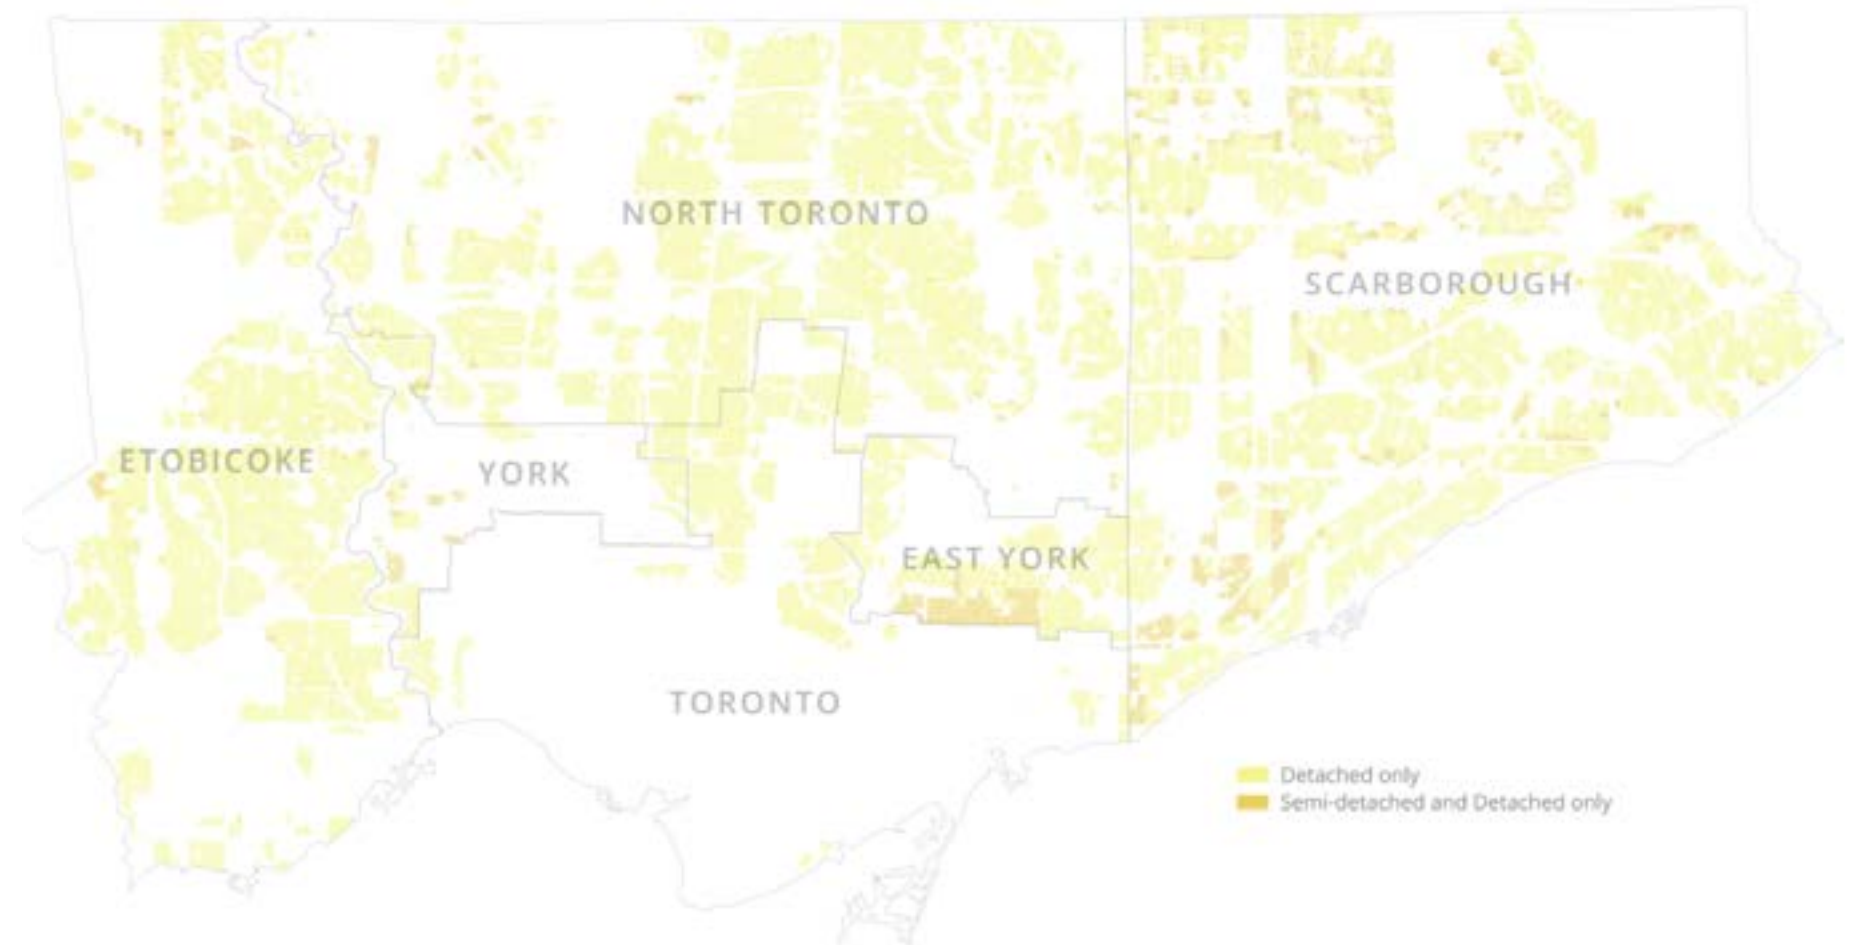 NORTH TORONTO
SCARBOROUGH
ETOBICOKE
YORK
EAST YORK
TORONTO
Detached only
Semi-detached and Detached only